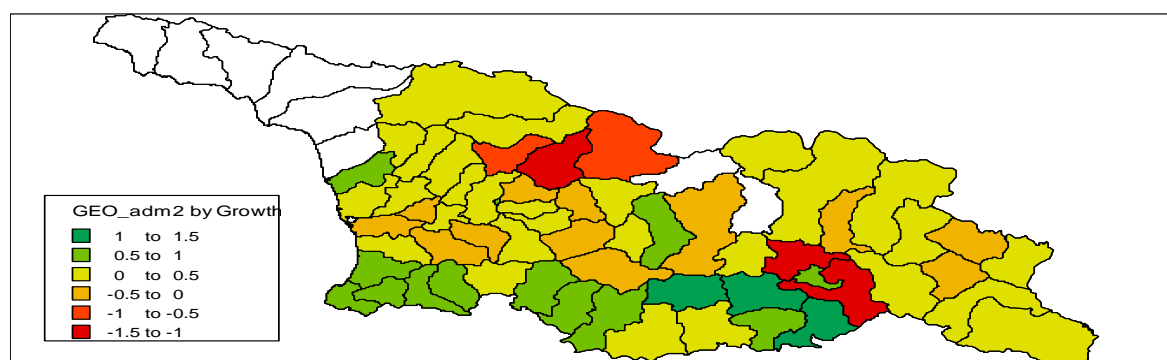 GEO_adm2 by Growth
1 to 1.5
0.5 to 1
0 to 0.5
-0.5 to 0
-1 to -0.5
-1.5 to -1